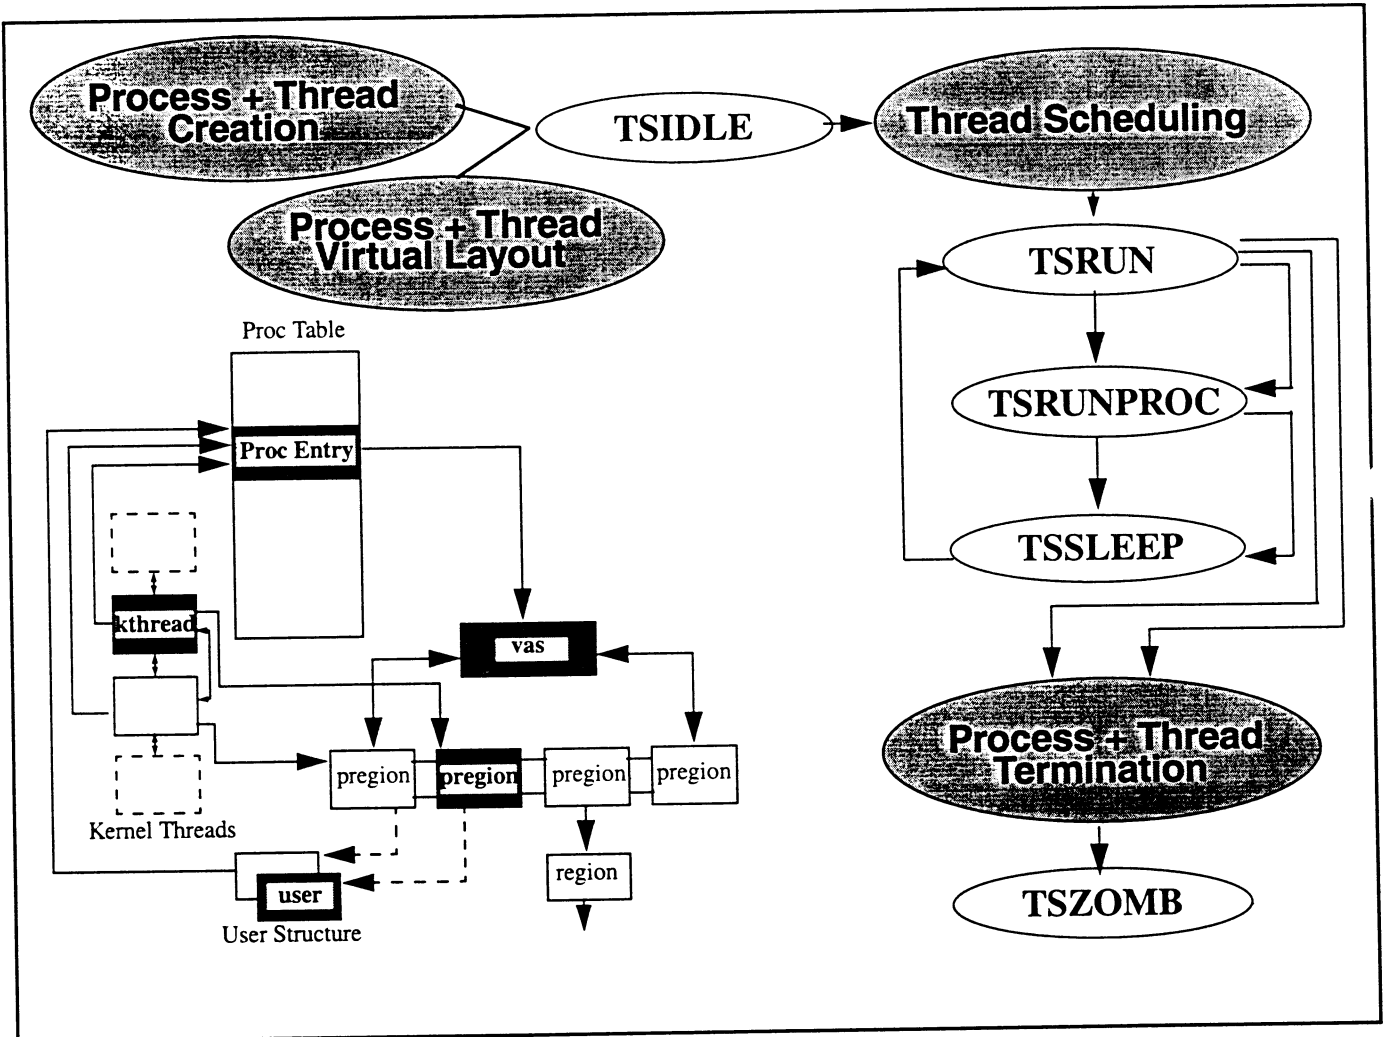 Process + Thread
Creation
TSIDLE
Thread Scheduling
Process + Thread
Virtual Layout
TSRUN
Proc Table
TSRUNPROC
Proc Entry
TSSLEEP
kthread
vas
Process + Thread
Termination
pregion
pregion
pregion
pregion
Kernel Threads
region
user
TSZOMB
User Structure